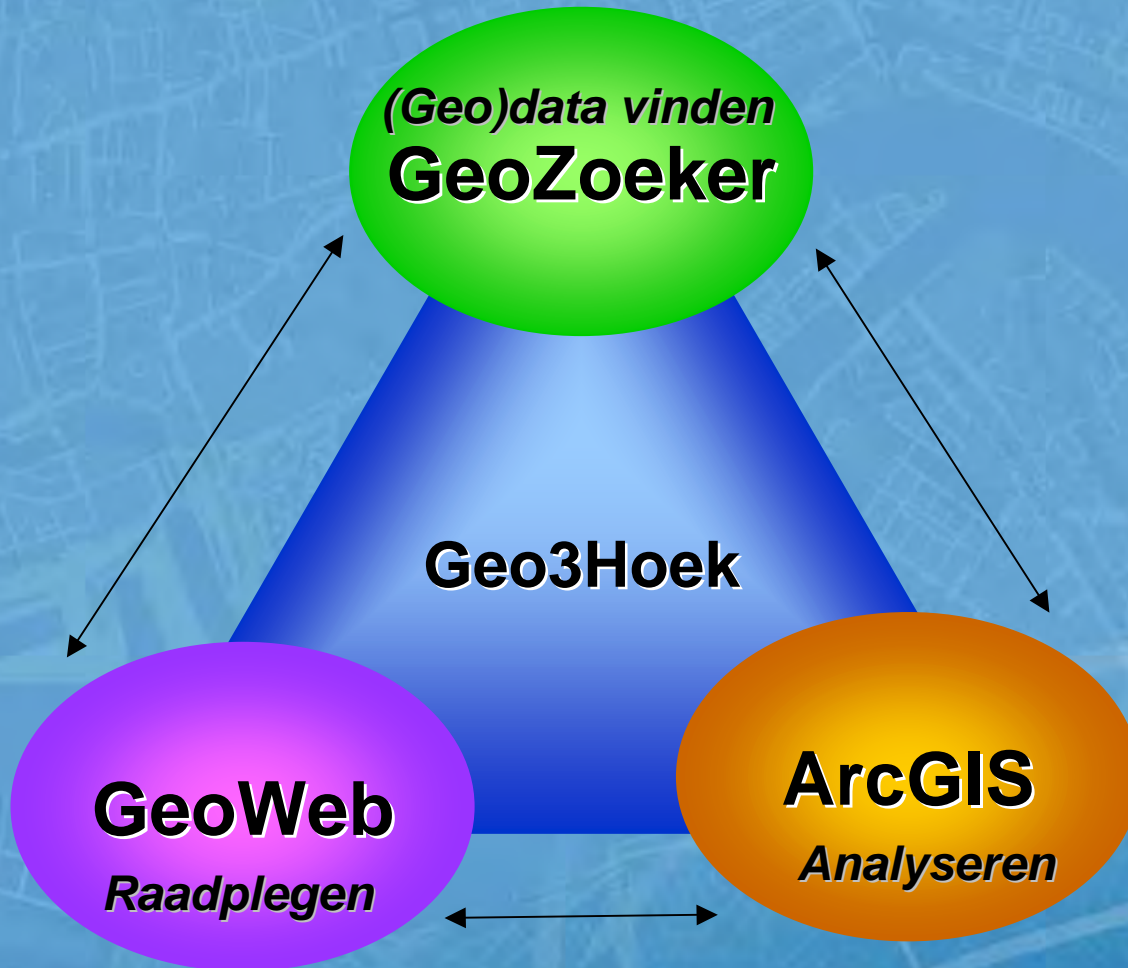 (Geo)data vinden
GeoZoeker
Geo3Hoek
GeoWeb
Raadplegen
ArcGIS
Analyseren